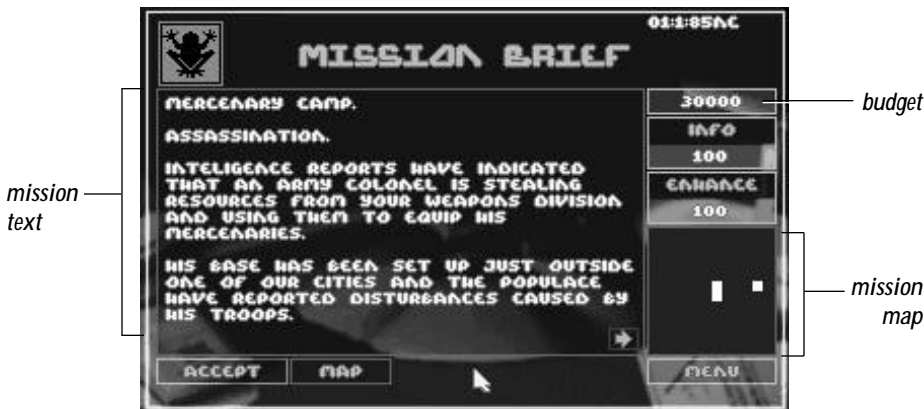 01:1:85AC
MISSION BRIEF
MERCENARY CAMP.
ASSASSINATION.
INTELIGENCE REPORTS HAVE INDICATED
THAT AN ARMY COLONEL IS STEALING
RESOURCES FROM YOUR WEAPONS DIVISION
AND USING THEM TO EQUIP HIS
MERCENARIES.
HIS BASE HAS BEEN SET UP JUST OUTSIDE
ONE OF OUR CITIES AND THE POPULACE
HAVE REPORTED DISTURBANCES CAUSED BY
HIS TROOPS.
30000
INFO
100
ENHANCE
100
ACCEPT
MAP
MENU
mission
text
budget
mission
map